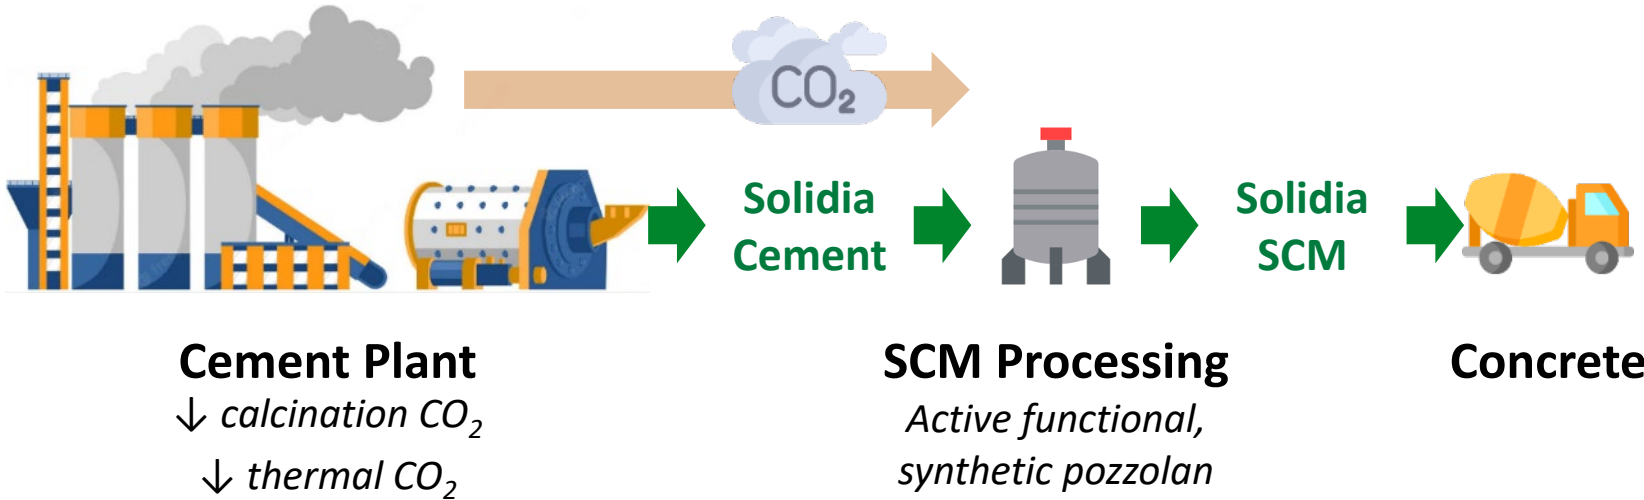 CO₂
Solidia
Cement
Solidia
SCM
Cement Plant
↓ calcination CO₂
↓ thermal CO₂
SCM Processing
Active functional,
synthetic pozzolan
Concrete